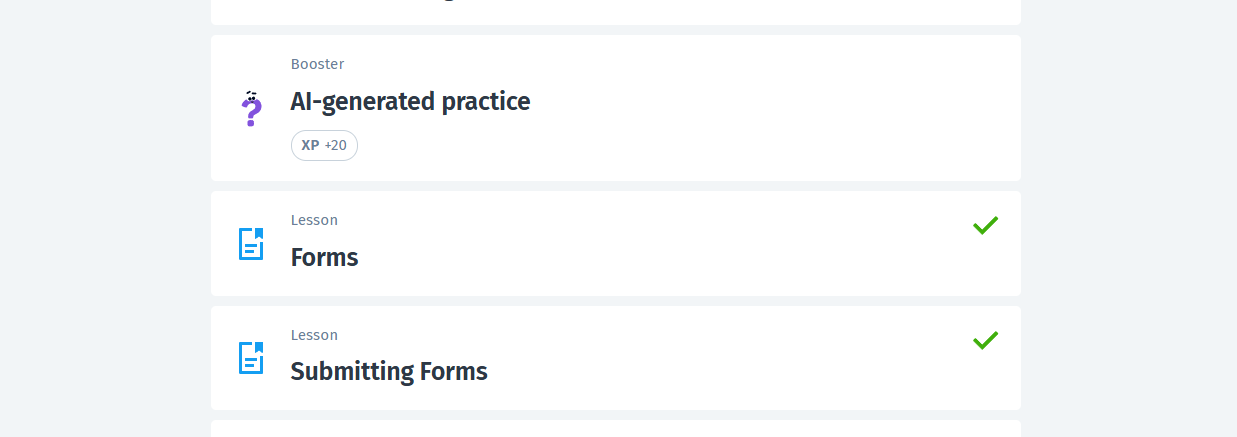 Booster
AI-generated practice
XP +20
Lesson
Forms
Lesson
Submitting Forms